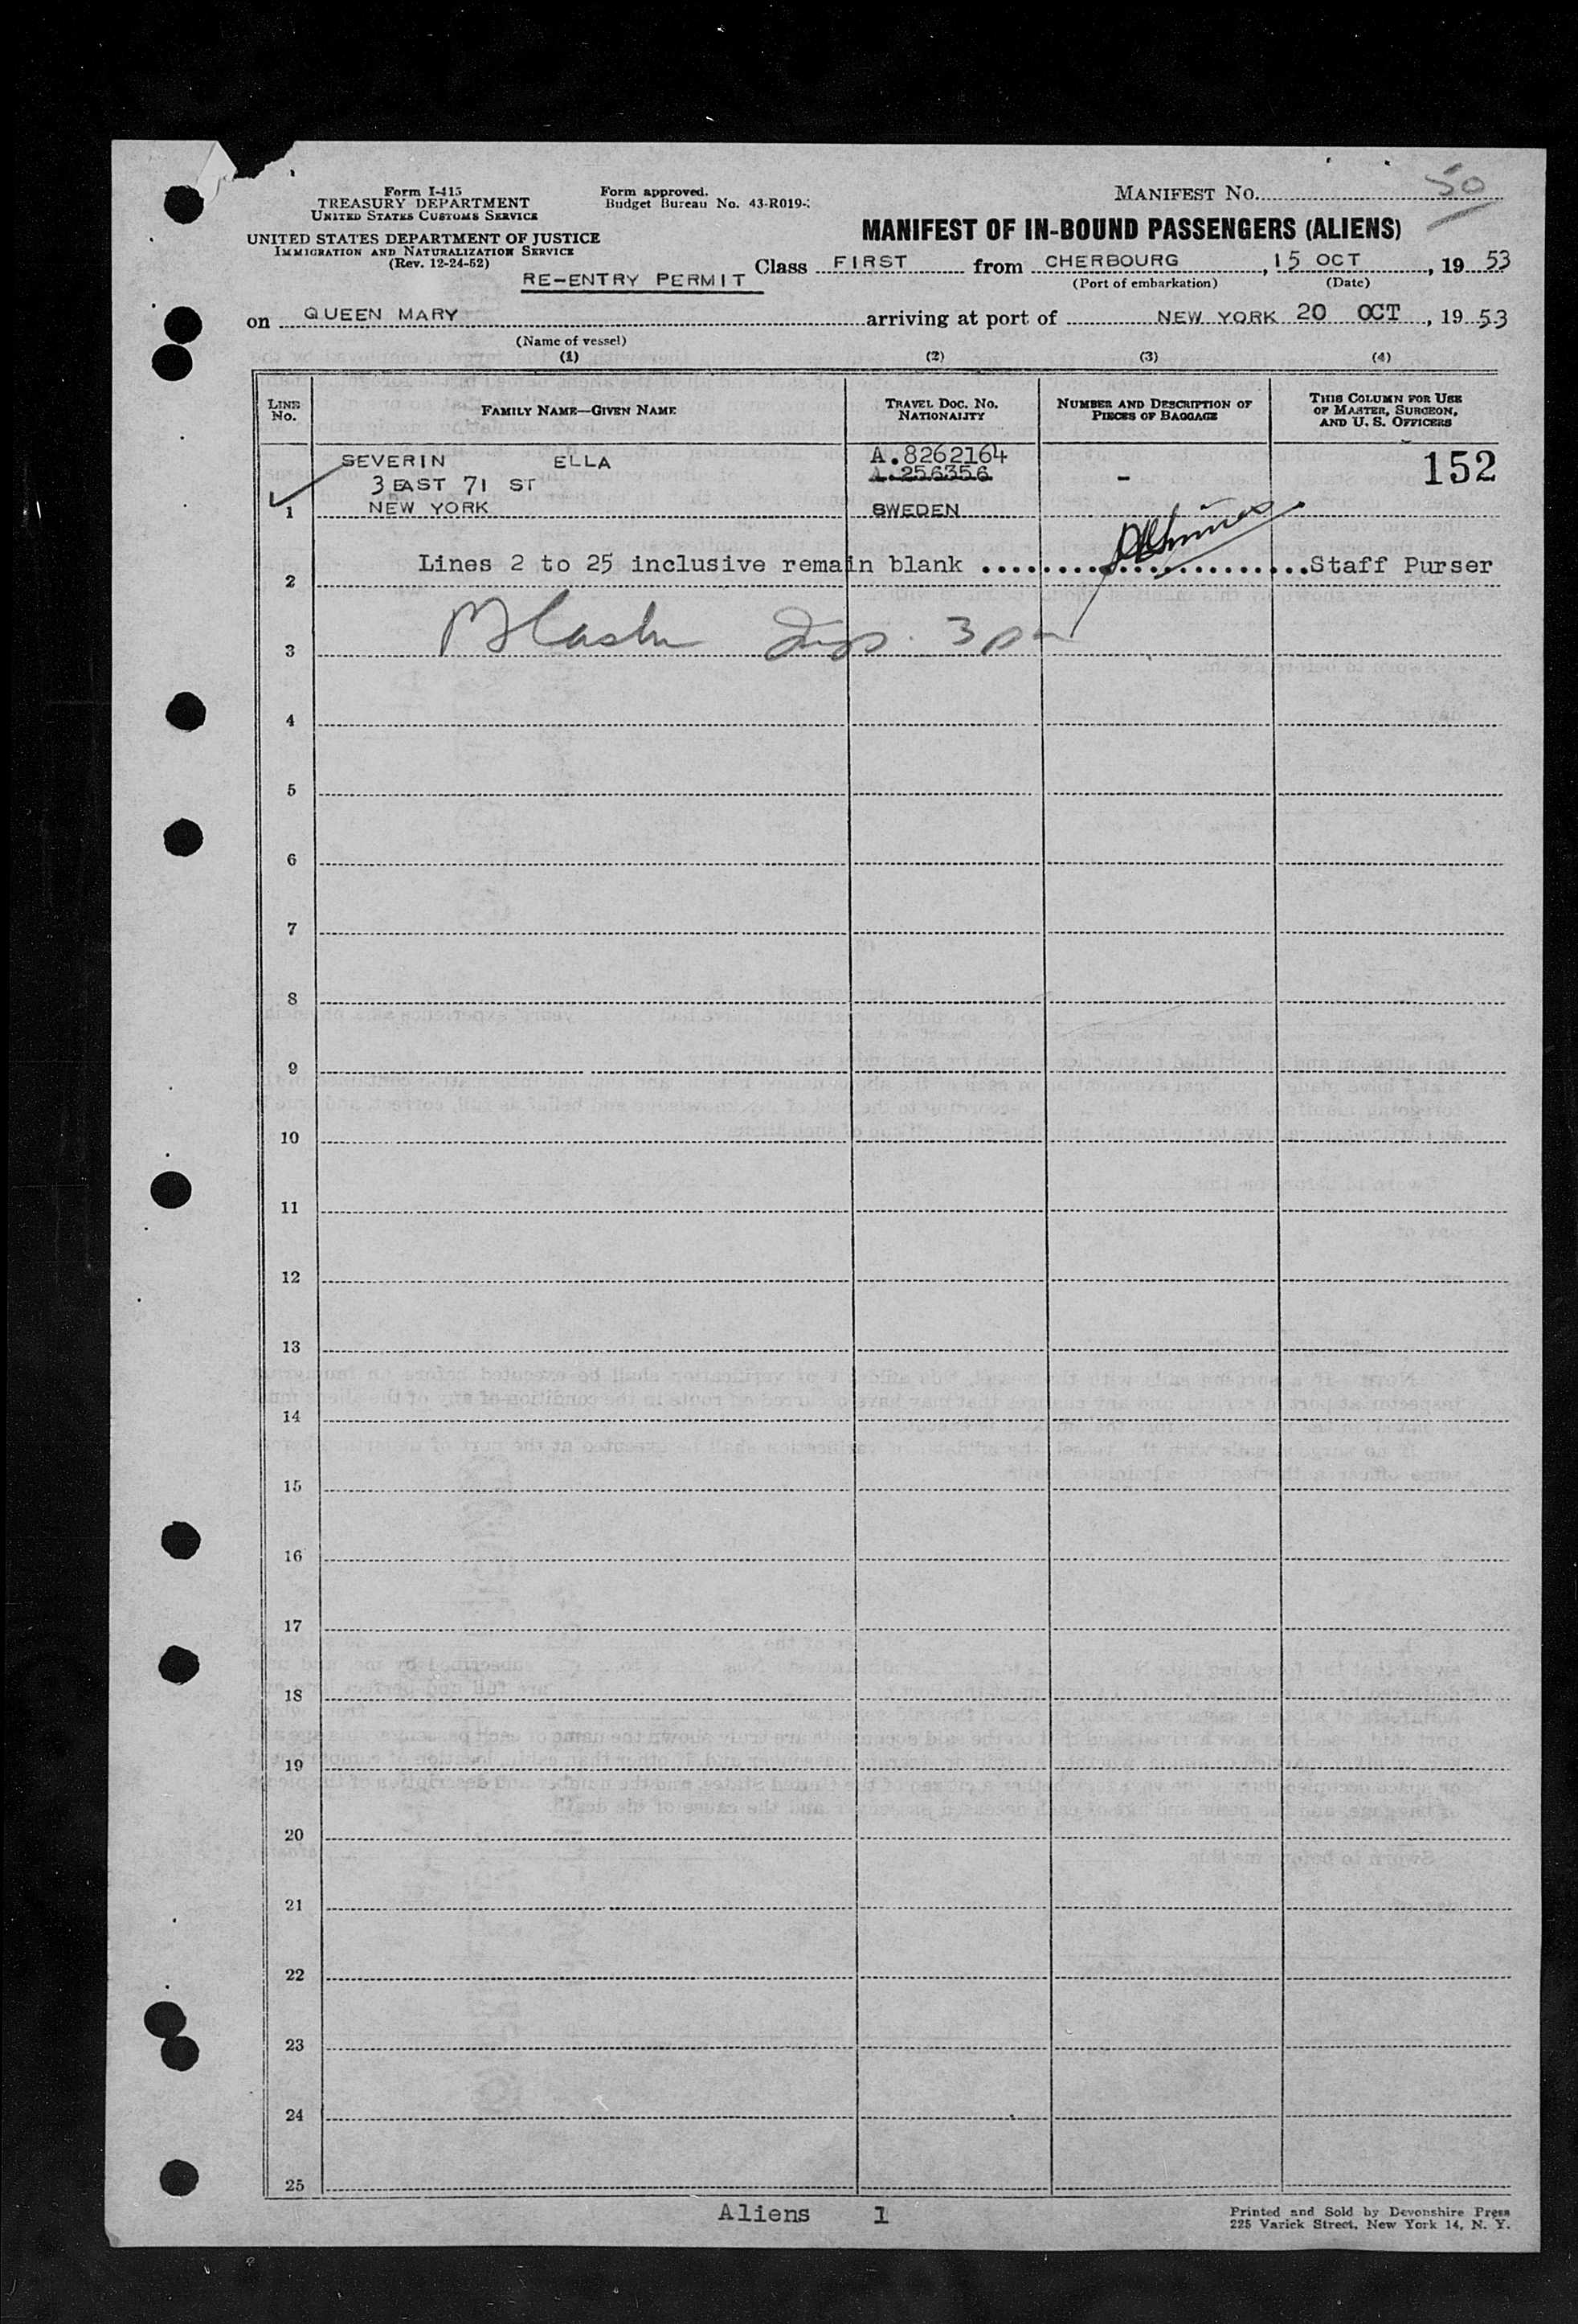 Form I-415
TREASURY DEPARTMENT
UNITED STATES CUSTOMS SERVICE
UNITED STATES DEPARTMENT OF JUSTICE
IMMIGRATION AND NATURALIZATION SERVICE
(Rev. 12-24-52)
Form approved.
Budget Bureau No. 43-R019-
MANIFEST NO. 50
MANIFEST OF IN-BOUND PASSENGERS (ALIENS)
RE-ENTRY PERMIT
Class FIRST from CHERBOURG, 15 OCT, 1953
(Port of embarkation) (Date)
on QUEEN MARY arriving at port of NEW YORK 20 OCT, 1953
(Name of vessel)
(1) (2) (3) (4)
LINE NO.
FAMILY NAME—GIVEN NAME
TRAVEL DOC. NO. NATIONALITY
NUMBER AND DESCRIPTION OF PIECES OF BAGGAGE
THIS COLUMN FOR USE OF MASTER, SURGEON, AND U. S. OFFICERS
SEVERIN ELLA A.8262164 152
3 EAST 71 ST A.256356 -
1 NEW YORK SWEDEN
Lines 2 to 25 inclusive remain blank ........................Staff Purser
2
3
4
5
6
7
8
9
10
11
12
13
14
15
16
17
18
19
20
21
22
23
24
25
Aliens 1
Printed and Sold by Devonshire Press
225 Varick Street, New York 14, N. Y.